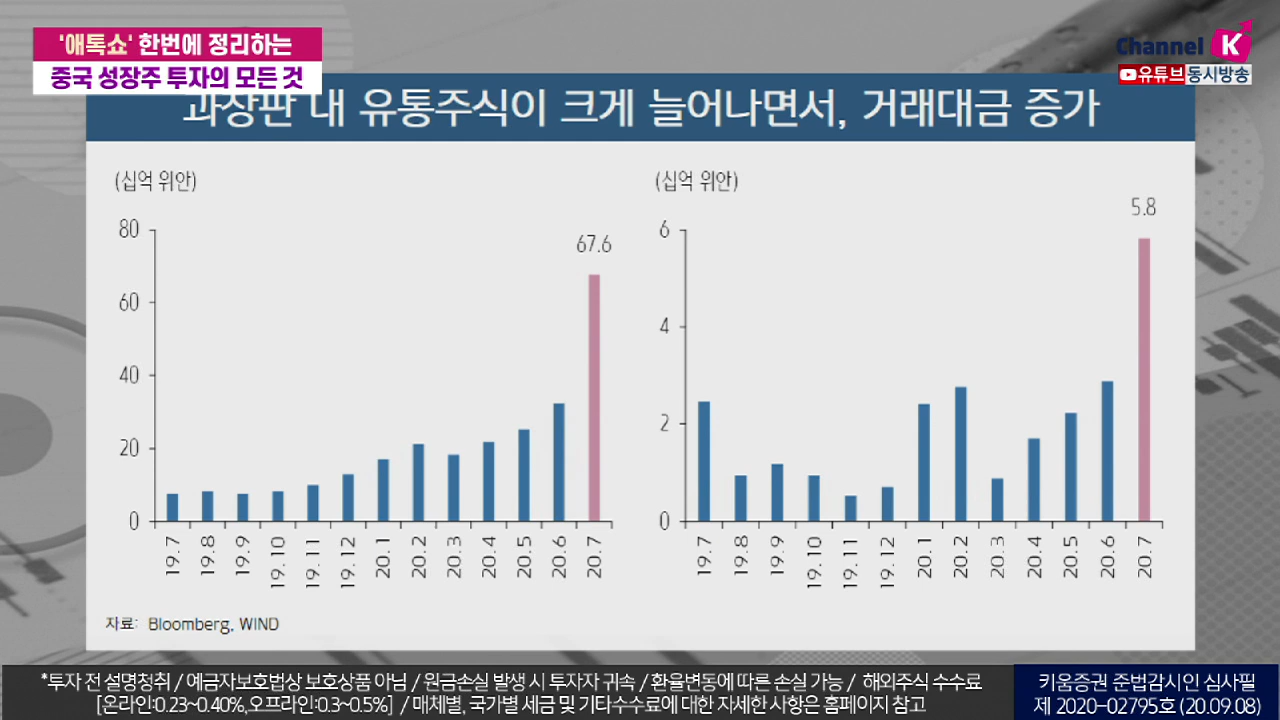 '애톡쇼' 한번에 정리하는
중국 성장주 투자의 모든 것
Channel K
유튜브 동시방송
과창판 내 유통주식이 크게 늘어나면서, 거래대금 증가
(십억 위안)
80
60
40
20
0
67.6
19.7 19.8 19.9 19.10 19.11 19.12 20.1 20.2 20.3 20.4 20.5 20.6 20.7
(십억 위안)
6
4
2
0
5.8
19.7 19.8 19.9 19.10 19.11 19.12 20.1 20.2 20.3 20.4 20.5 20.6 20.7
자료: Bloomberg, WIND
*투자 전 설명청취 / 예금자보호법상 보호상품 아님 / 원금손실 발생 시 투자자 귀속 / 환율변동에 따른 손실 가능 / 해외주식 수수료
[온라인:0.23~0.40%,오프라인:0.3~0.5%] / 매체별, 국가별 세금 및 기타수수료에 대한 자세한 사항은 홈페이지 참고
키움증권 준법감시인 심사필
제 2020-02795호 (20.09.08)